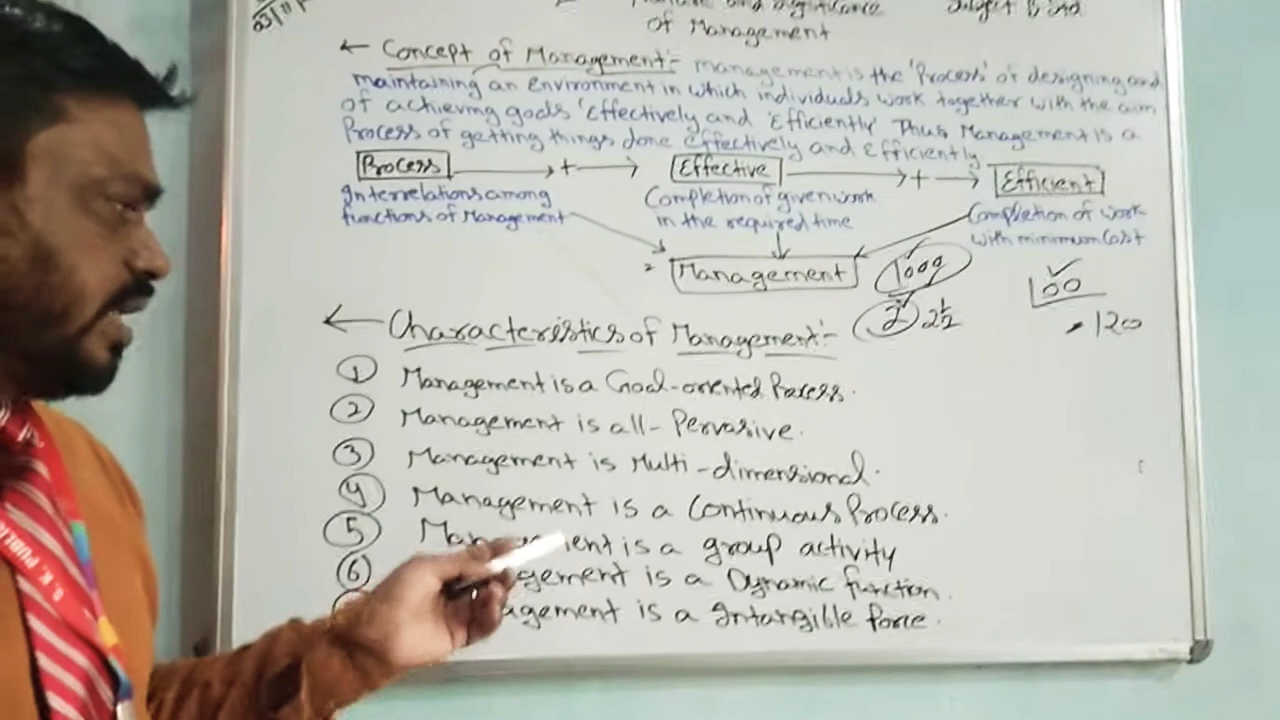 of Management
← Concept of Management:- Management is the 'Process' of designing and
maintaining an environment in which individuals work together with the aim
of achieving goals 'Effectively and 'Efficiently' Thus Management is a
Process of getting things done effectively and Efficiently
Process + → Effective → + → Efficient
Interrelations among
functions of Management
Completion of given work
in the required time
Completion of work
with minimum Cost
Management
100
120
2 2½
← Characteristics of Management:-
① Management is a Goal-oriented Process.
② Management is all-Pervasive.
③ Management is Multi-dimensional.
④ Management is a Continuous Process.
⑤ is a group activity
⑥ is a Dynamic function.
is a Intangible force.